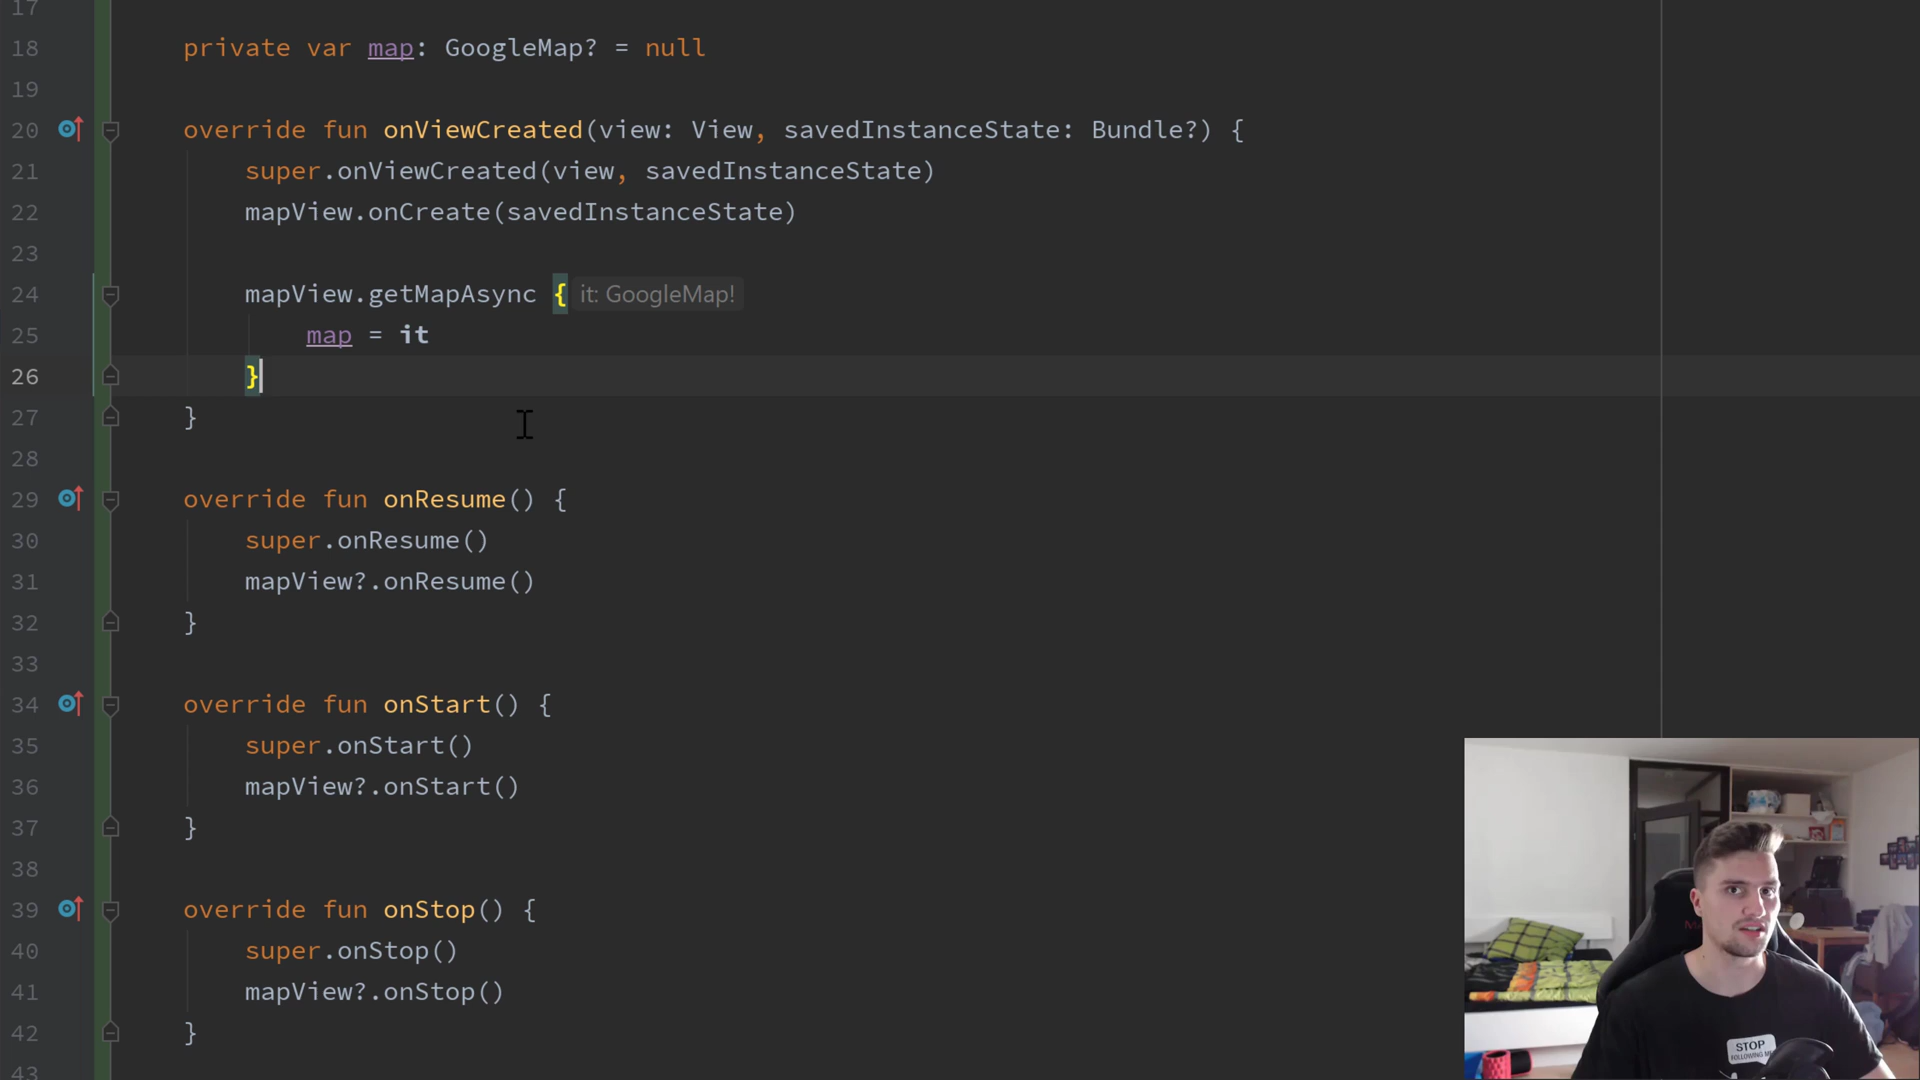 17
18 private var map: GoogleMap? = null
19
20 override fun onViewCreated(view: View, savedInstanceState: Bundle?) {
21 super.onViewCreated(view, savedInstanceState)
22 mapView.onCreate(savedInstanceState)
23
24 mapView.getMapAsync { it: GoogleMap!
25 map = it
26 }
27 }
28
29 override fun onResume() {
30 super.onResume()
31 mapView?.onResume()
32 }
33
34 override fun onStart() {
35 super.onStart()
36 mapView?.onStart()
37 }
38
39 override fun onStop() {
40 super.onStop()
41 mapView?.onStop()
42 }
43
STOP
FOLLOWING ME